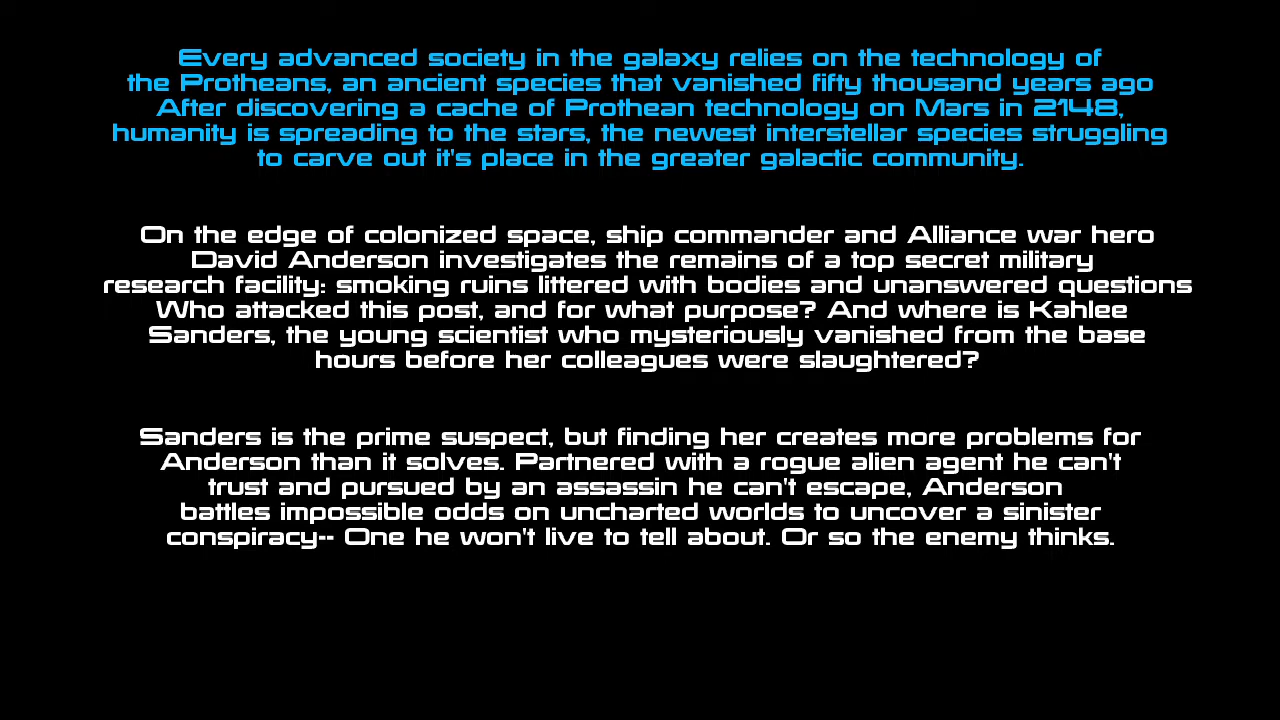 Every advanced society in the galaxy relies on the technology of
the Protheans, an ancient species that vanished fifty thousand years ago
After discovering a cache of Prothean technology on Mars in 2148,
humanity is spreading to the stars, the newest interstellar species struggling
to carve out it's place in the greater galactic community.
On the edge of colonized space, ship commander and Alliance war hero
David Anderson investigates the remains of a top secret military
research facility: smoking ruins littered with bodies and unanswered questions
Who attacked this post, and for what purpose? And where is Kahlee
Sanders, the young scientist who mysteriously vanished from the base
hours before her colleagues were slaughtered?
Sanders is the prime suspect, but finding her creates more problems for
Anderson than it solves. Partnered with a rogue alien agent he can't
trust and pursued by an assassin he can't escape, Anderson
battles impossible odds on uncharted worlds to uncover a sinister
conspiracy-- One he won't live to tell about. Or so the enemy thinks.